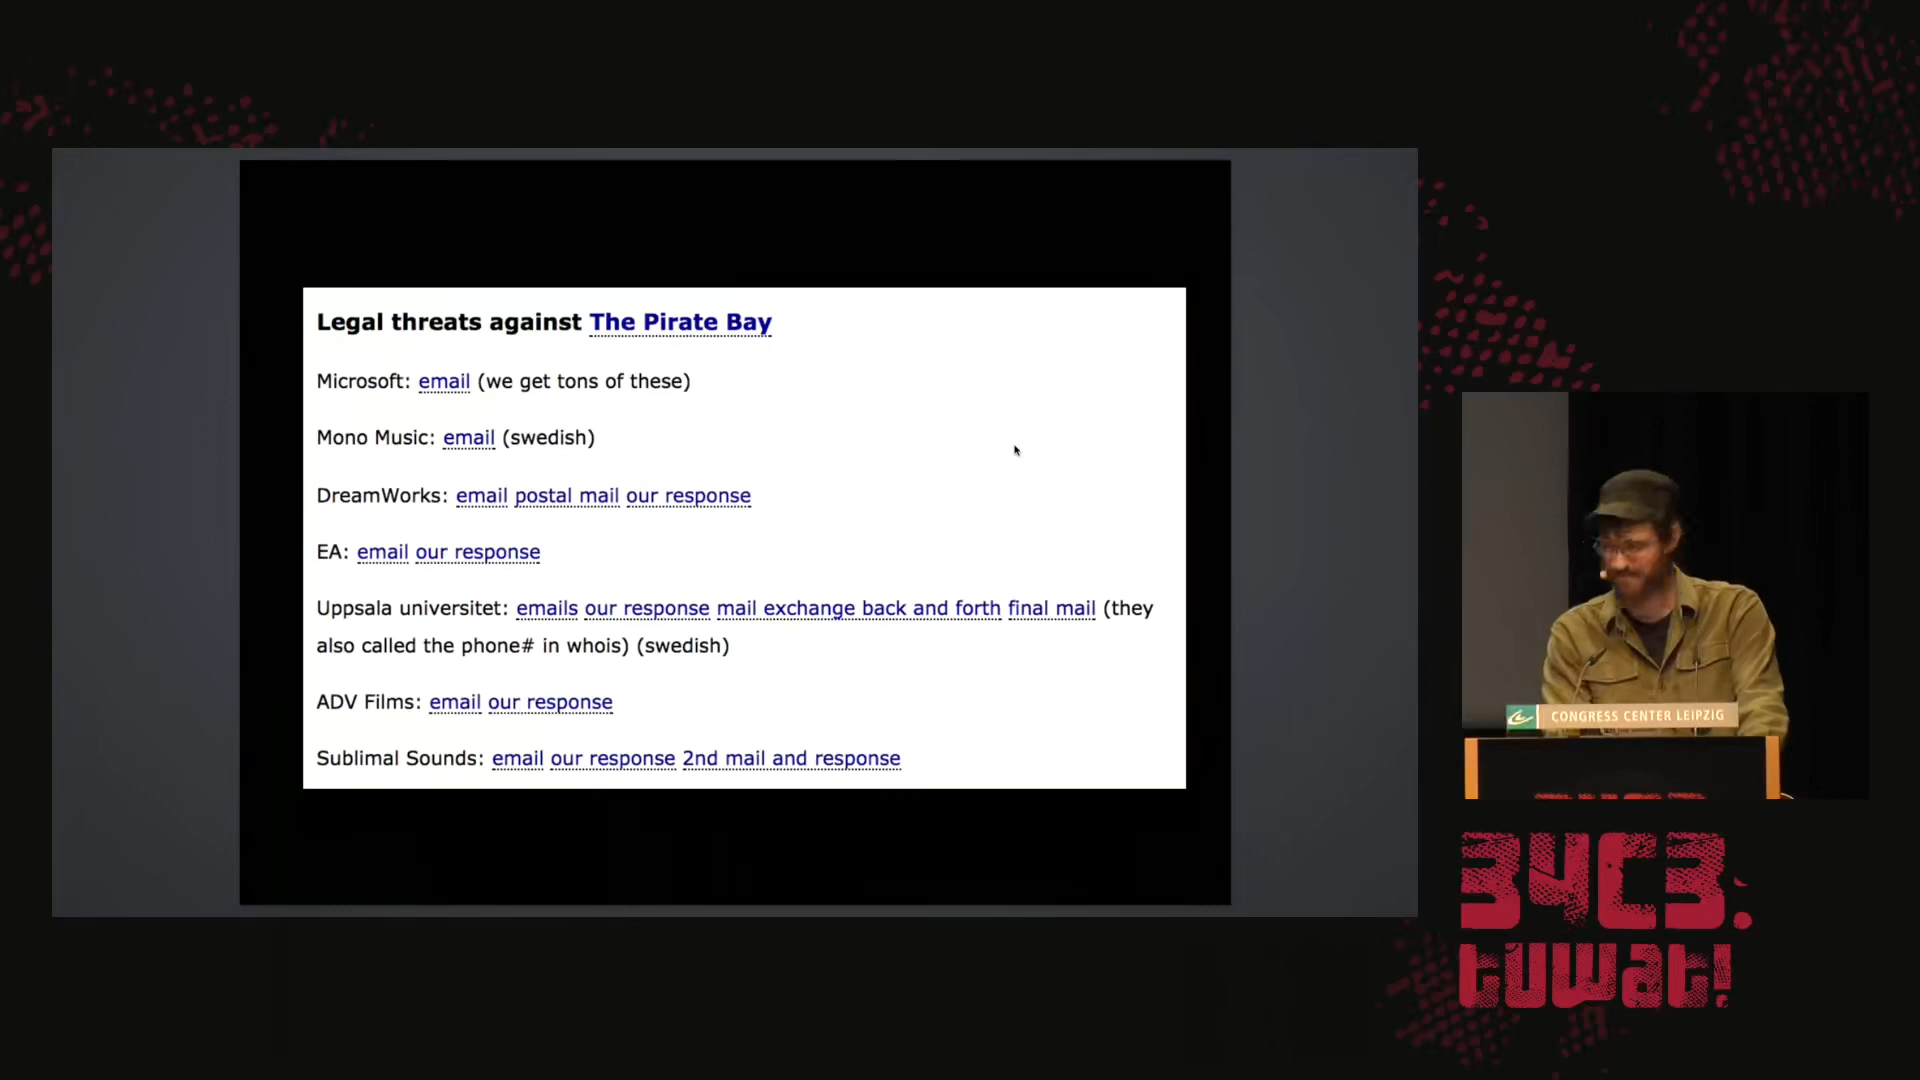 Legal threats against The Pirate Bay
Microsoft: email (we get tons of these)
Mono Music: email (swedish)
DreamWorks: email postal mail our response
EA: email our response
Uppsala universitet: emails our response mail exchange back and forth final mail (they
also called the phone# in whois) (swedish)
ADV Films: email our response
Sublimal Sounds: email our response 2nd mail and response
CONGRESS CENTER LEIPZIG
34C3.
tuwat!